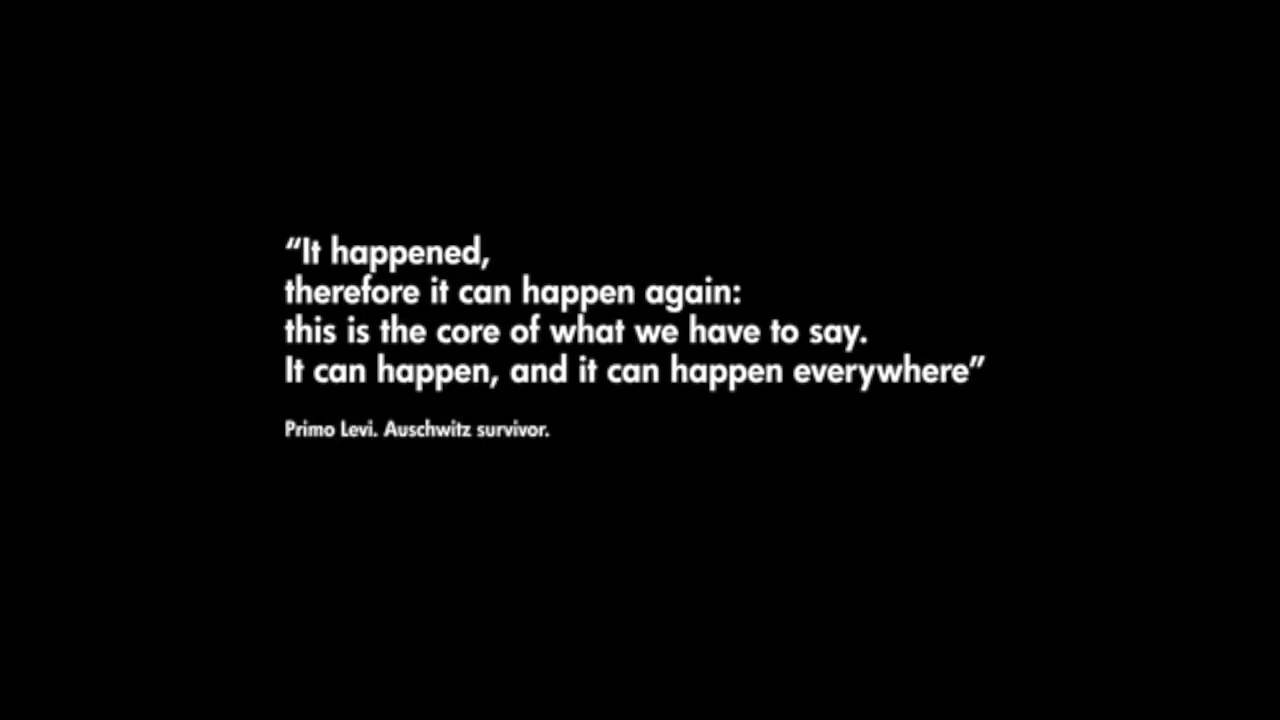 “It happened,
therefore it can happen again:
this is the core of what we have to say.
It can happen, and it can happen everywhere”
Primo Levi. Auschwitz survivor.